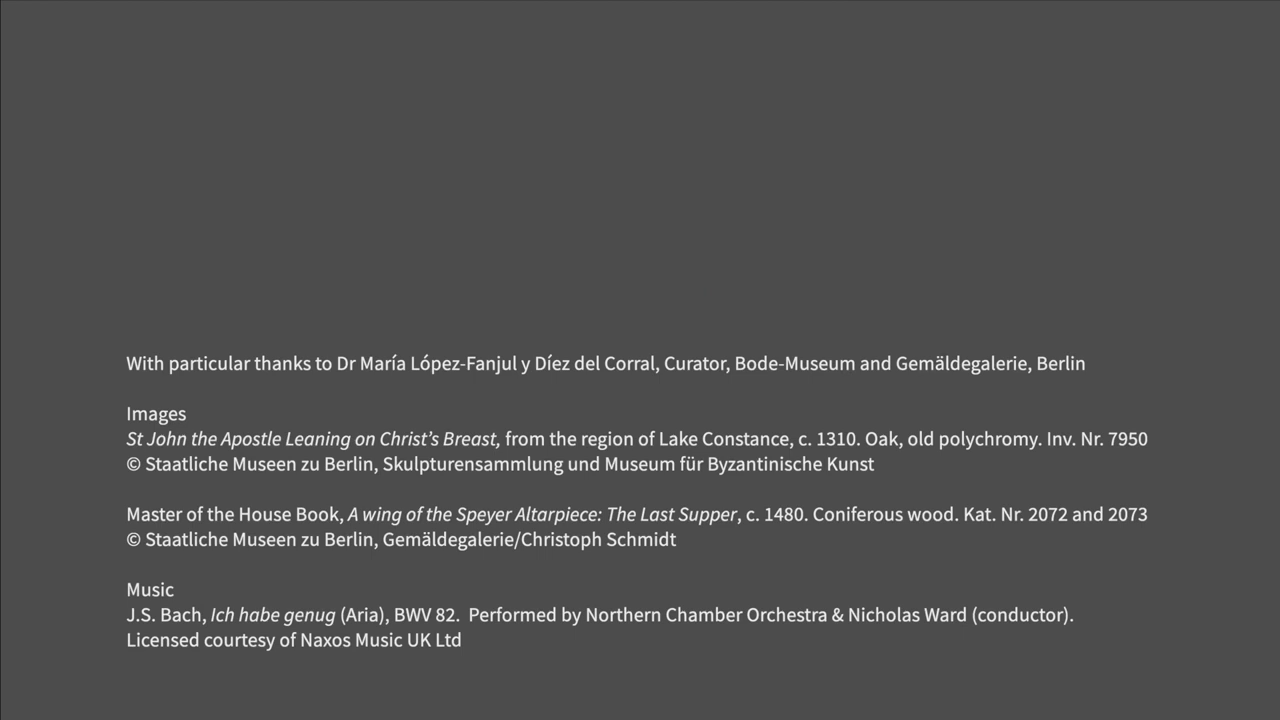 With particular thanks to Dr María López-Fanjul y Díez del Corral, Curator, Bode-Museum and Gemäldegalerie, Berlin
Images
St John the Apostle Leaning on Christ’s Breast, from the region of Lake Constance, c. 1310. Oak, old polychromy. Inv. Nr. 7950
© Staatliche Museen zu Berlin, Skulpturensammlung und Museum für Byzantinische Kunst
Master of the House Book, A wing of the Speyer Altarpiece: The Last Supper, c. 1480. Coniferous wood. Kat. Nr. 2072 and 2073
© Staatliche Museen zu Berlin, Gemäldegalerie/Christoph Schmidt
Music
J.S. Bach, Ich habe genug (Aria), BWV 82.  Performed by Northern Chamber Orchestra & Nicholas Ward (conductor).
Licensed courtesy of Naxos Music UK Ltd